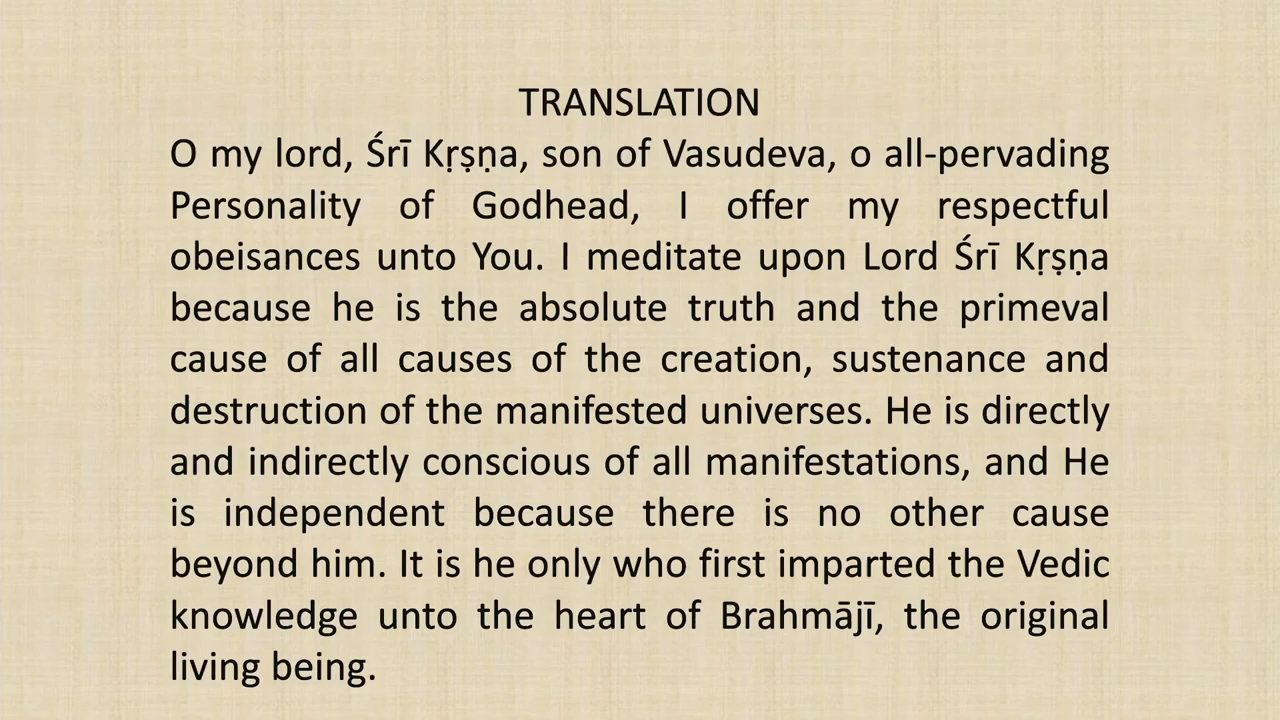 TRANSLATION
O my lord, Śrī Kṛṣṇa, son of Vasudeva, o all-pervading
Personality of Godhead, I offer my respectful
obeisances unto You. I meditate upon Lord Śrī Kṛṣṇa
because he is the absolute truth and the primeval
cause of all causes of the creation, sustenance and
destruction of the manifested universes. He is directly
and indirectly conscious of all manifestations, and He
is independent because there is no other cause
beyond him. It is he only who first imparted the Vedic
knowledge unto the heart of Brahmājī, the original
living being.